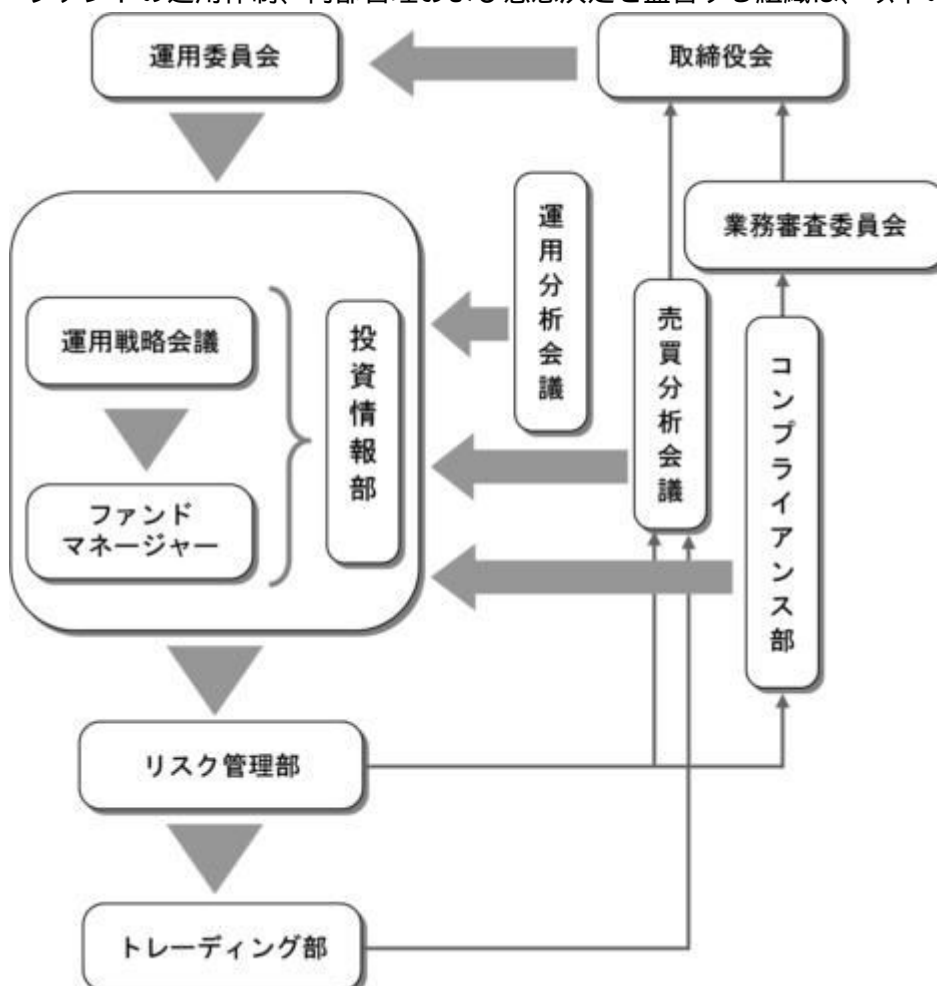 運用委員会
取締役会
業務審査委員会
運用分析会議
売買分析会議
コンプライアンス部
運用戦略会議
投資情報部
ファンド
マネージャー
リスク管理部
トレーディング部